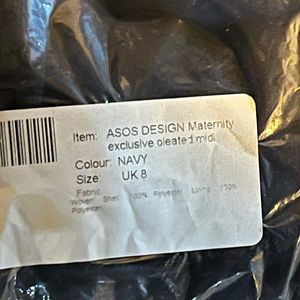 Item: ASOS DESIGN Maternity
exclusive pleated midi
Colour: NAVY
Size: UK 8
Fabric
Woven Shell: 100% Polyester Lining: 100%
Polyester